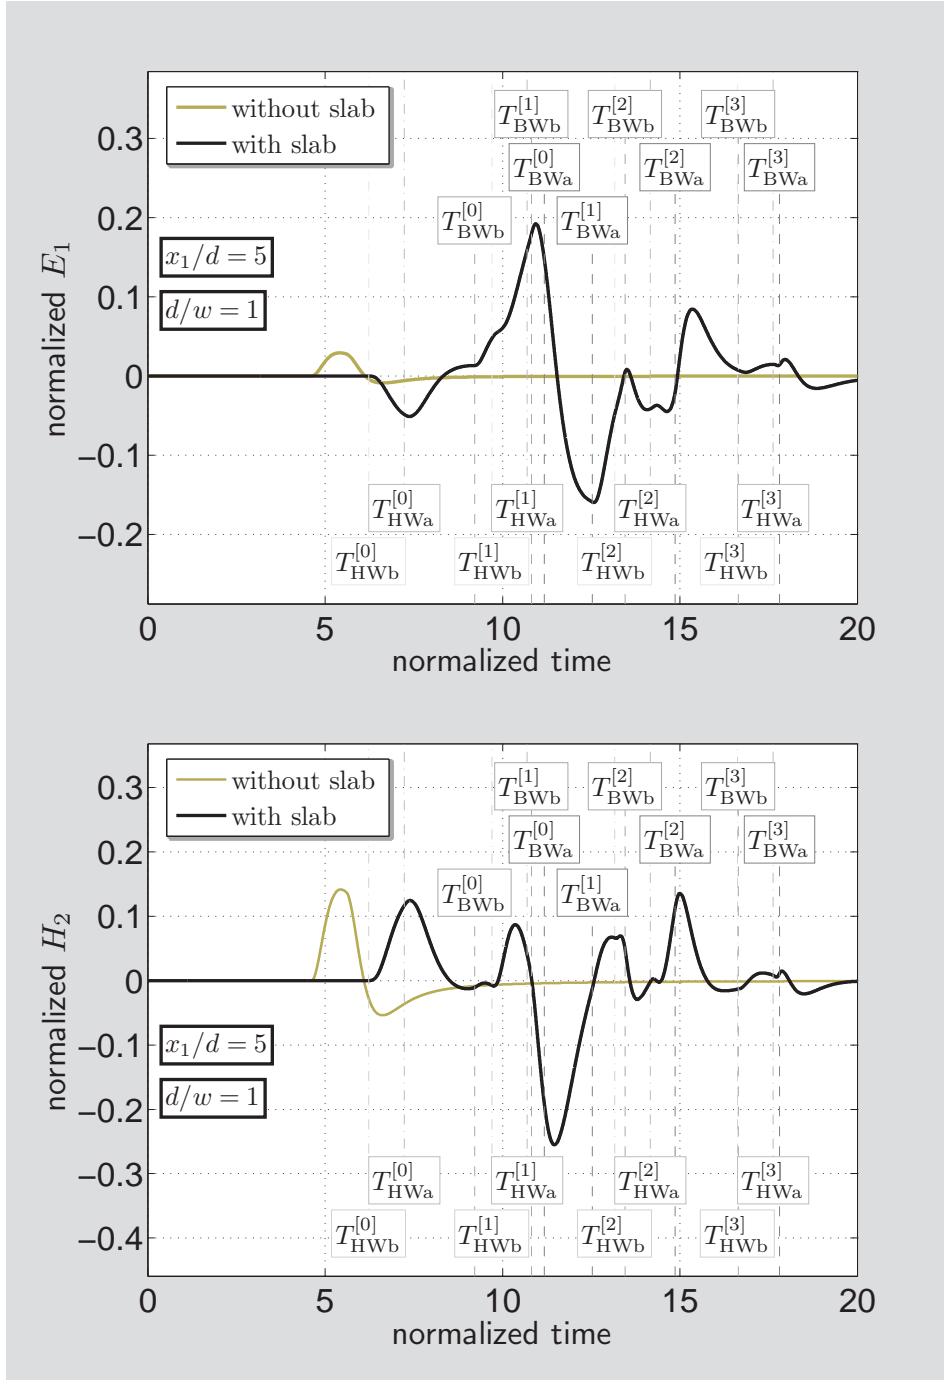 without slab
with slab
T_BWb^[1]
T_BWb^[2]
T_BWb^[3]
T_BWa^[0]
T_BWa^[2]
T_BWa^[3]
T_BWb^[0]
T_BWa^[1]
x_1/d = 5
d/w = 1
T_HWa^[0]
T_HWa^[1]
T_HWa^[2]
T_HWa^[3]
T_HWb^[0]
T_HWb^[1]
T_HWb^[2]
T_HWb^[3]
0.3
0.2
0.1
0
−0.1
−0.2
normalized E_1
0 5 10 15 20
normalized time
without slab
with slab
T_BWb^[1]
T_BWb^[2]
T_BWb^[3]
T_BWa^[0]
T_BWa^[2]
T_BWa^[3]
T_BWb^[0]
T_BWa^[1]
x_1/d = 5
d/w = 1
T_HWa^[0]
T_HWa^[1]
T_HWa^[2]
T_HWa^[3]
T_HWb^[0]
T_HWb^[1]
T_HWb^[2]
T_HWb^[3]
0.3
0.2
0.1
0
−0.1
−0.2
−0.3
−0.4
normalized H_2
0 5 10 15 20
normalized time